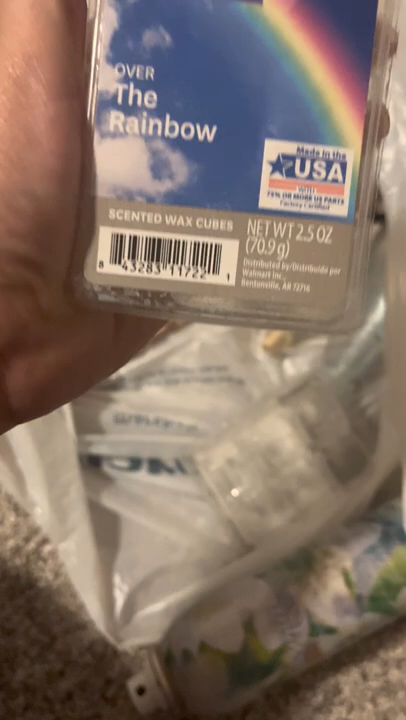 OVER
The
Rainbow
Made in the
USA
WITH
75% OR MORE US PARTS
Factory Certified
SCENTED WAX CUBES
NET WT 2.5 OZ
(70.9 g)
8 43283 11722 1
Distributed by/Distribuido por
Walmart Inc.,
Bentonville, AR 72716